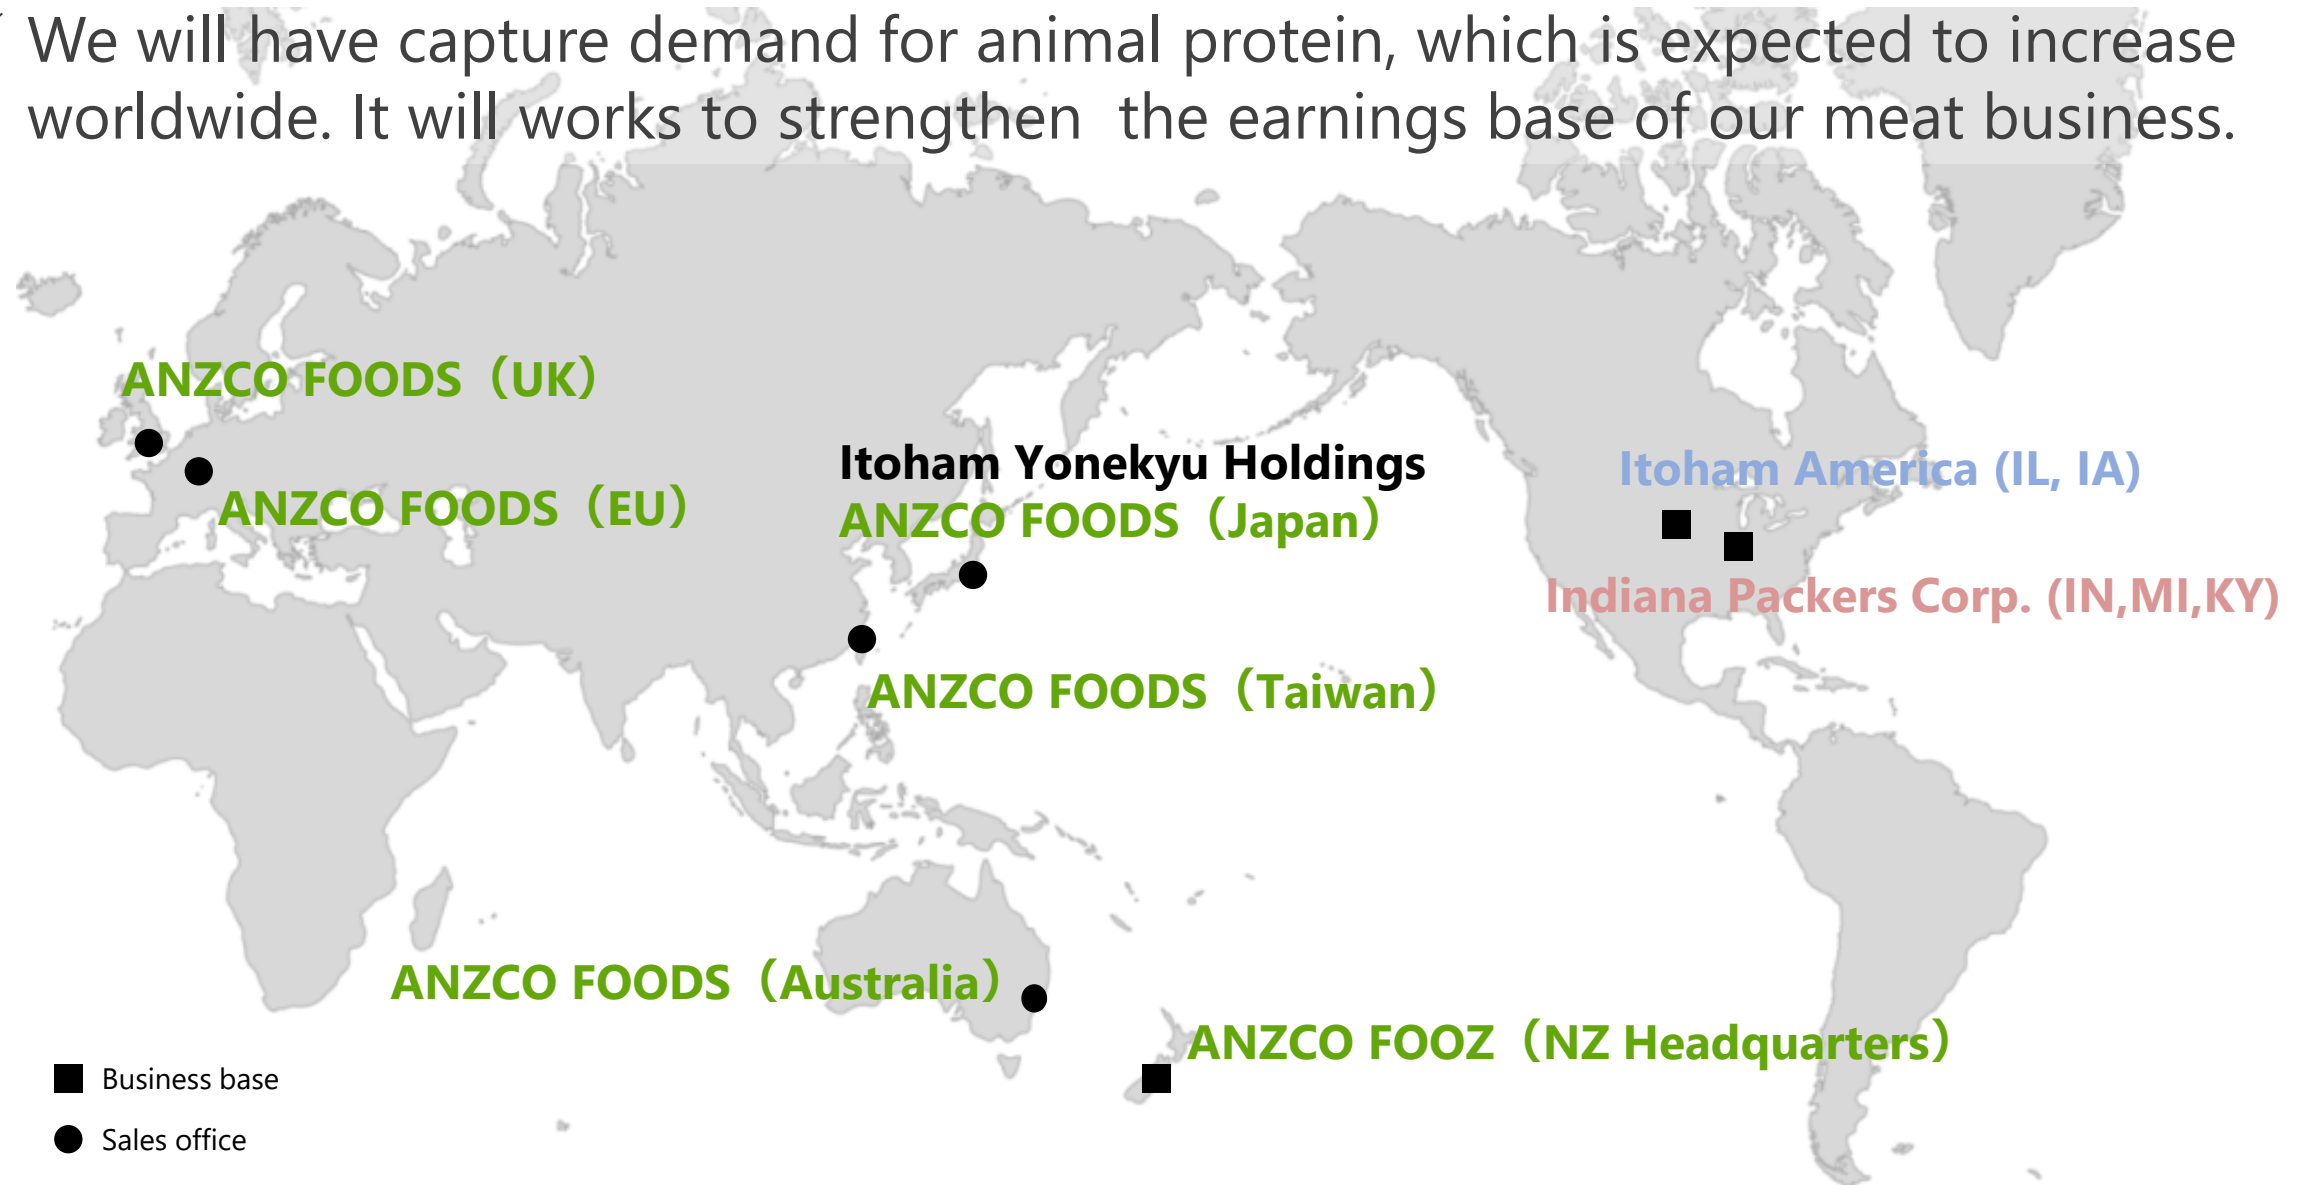 We will have capture demand for animal protein, which is expected to increase
worldwide. It will works to strengthen the earnings base of our meat business.
ANZCO FOODS（UK）
ANZCO FOODS（EU）
Itoham Yonekyu Holdings
ANZCO FOODS（Japan）
Itoham America (IL, IA)
Indiana Packers Corp. (IN,MI,KY)
ANZCO FOODS（Taiwan）
ANZCO FOODS（Australia）
ANZCO FOOZ（NZ Headquarters）
Business base
Sales office